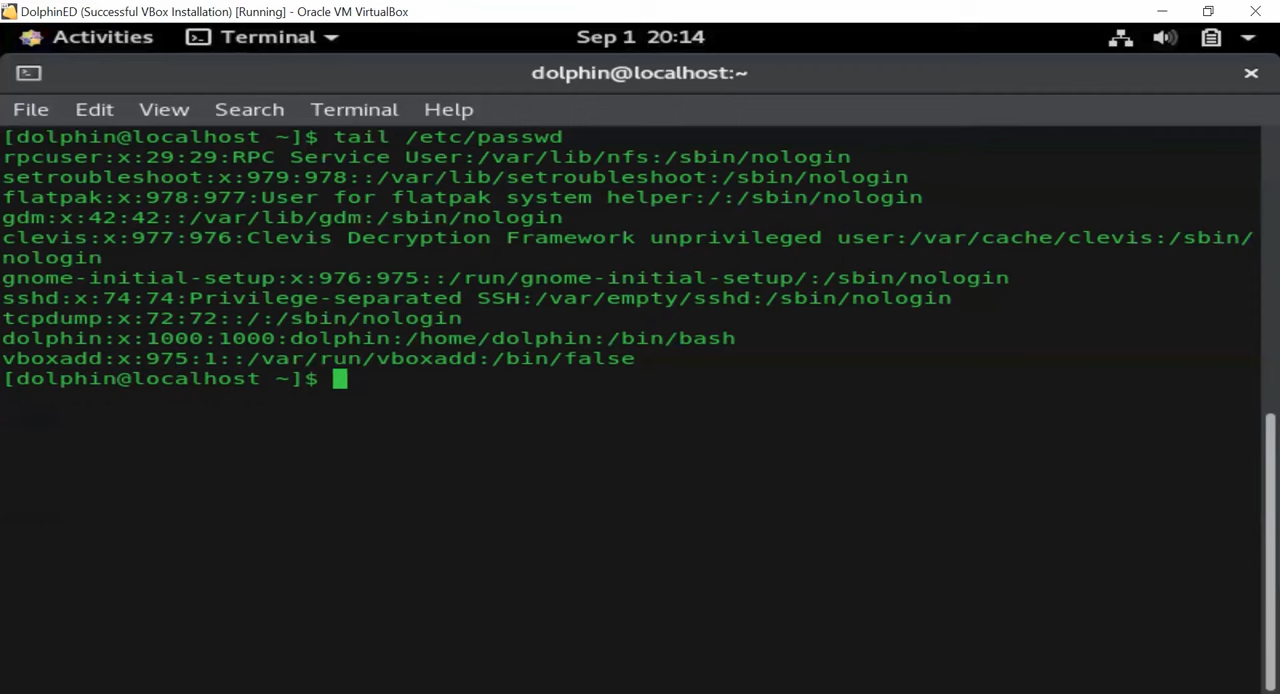 DolphinED (Successful VBox Installation) [Running] - Oracle VM VirtualBox
Activities Terminal Sep 1 20:14
dolphin@localhost:~
File Edit View Search Terminal Help
[dolphin@localhost ~]$ tail /etc/passwd
rpcuser:x:29:29:RPC Service User:/var/lib/nfs:/sbin/nologin
setroubleshoot:x:979:978::/var/lib/setroubleshoot:/sbin/nologin
flatpak:x:978:977:User for flatpak system helper:/:/sbin/nologin
gdm:x:42:42::/var/lib/gdm:/sbin/nologin
clevis:x:977:976:Clevis Decryption Framework unprivileged user:/var/cache/clevis:/sbin/
nologin
gnome-initial-setup:x:976:975::/run/gnome-initial-setup/:/sbin/nologin
sshd:x:74:74:Privilege-separated SSH:/var/empty/sshd:/sbin/nologin
tcpdump:x:72:72::/:/sbin/nologin
dolphin:x:1000:1000:dolphin:/home/dolphin:/bin/bash
vboxadd:x:975:1::/var/run/vboxadd:/bin/false
[dolphin@localhost ~]$